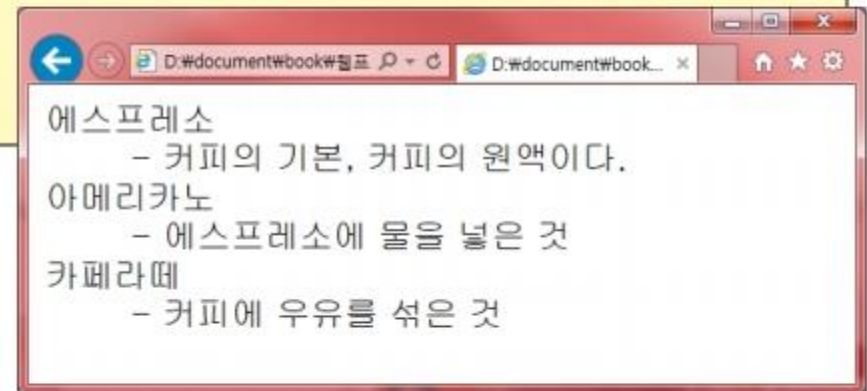 D:₩document₩book₩웹프
D:₩document₩book...
에스프레소
- 커피의 기본, 커피의 원액이다.
아메리카노
- 에스프레소에 물을 넣은 것
카페라떼
- 커피에 우유를 섞은 것